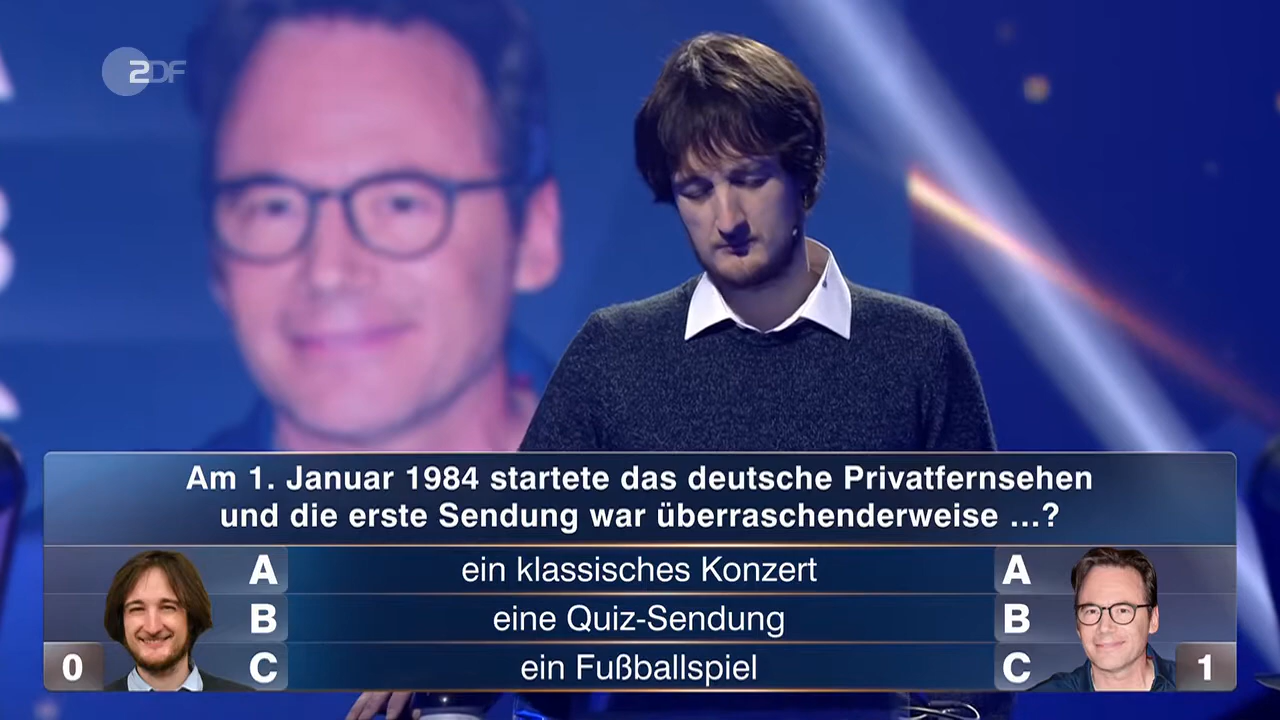 ZDF
Am 1. Januar 1984 startete das deutsche Privatfernsehen
und die erste Sendung war überraschenderweise ...?
A ein klassisches Konzert A
B eine Quiz-Sendung B
C ein Fußballspiel C
0 1